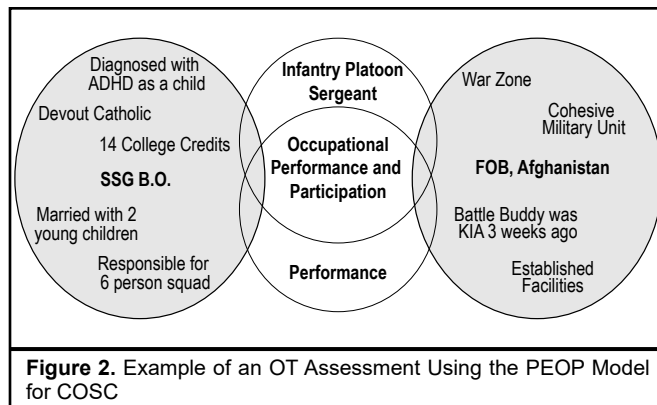 Diagnosed with
ADHD as a child
Devout Catholic
14 College Credits
SSG B.O.
Married with 2
young children
Responsible for
6 person squad
Infantry Platoon
Sergeant
Occupational
Performance and
Participation
Performance
War Zone
Cohesive
Military Unit
FOB, Afghanistan
Battle Buddy was
KIA 3 weeks ago
Established
Facilities
Figure 2. Example of an OT Assessment Using the PEOP Model
for COSC